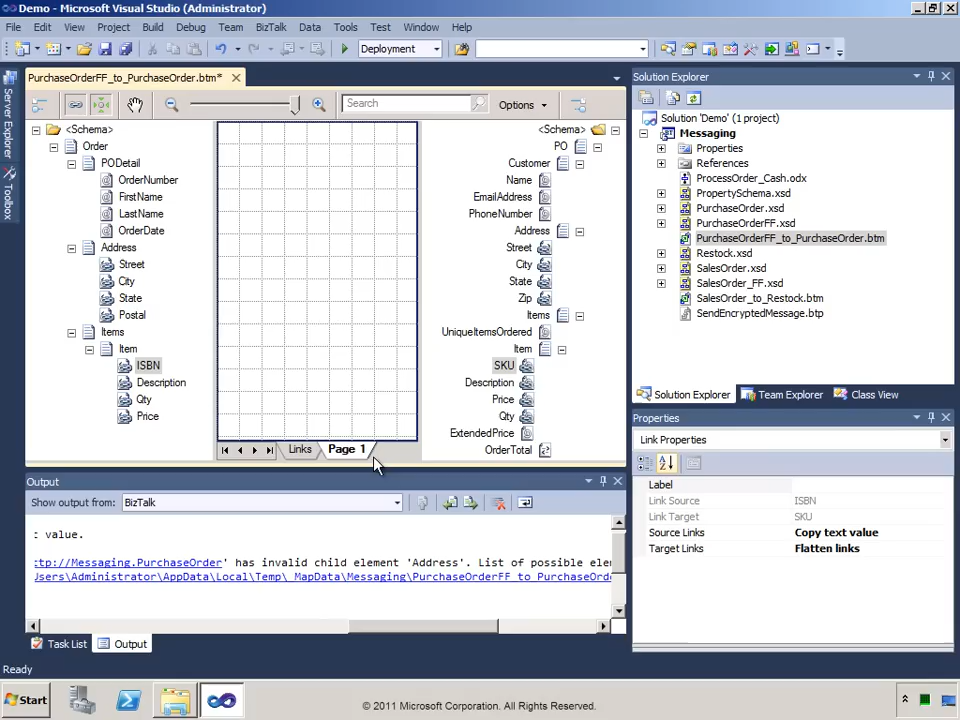 Demo - Microsoft Visual Studio (Administrator)
File Edit View Project Build Debug Team BizTalk Data Tools Test Window Help
Deployment
PurchaseOrderFF_to_PurchaseOrder.btm*
Search
Options
<Schema>
Order
PODetail
OrderNumber
FirstName
LastName
OrderDate
Address
Street
City
State
Postal
Items
Item
ISBN
Description
Qty
Price
<Schema>
PO
Customer
Name
EmailAddress
PhoneNumber
Address
Street
City
State
Zip
Items
UniqueItemsOrdered
Item
SKU
Description
Price
Qty
ExtendedPrice
OrderTotal
Links Page 1
Server Explorer
Toolbox
Solution Explorer
Solution 'Demo' (1 project)
Messaging
Properties
References
ProcessOrder_Cash.odx
PropertySchema.xsd
PurchaseOrder.xsd
PurchaseOrderFF.xsd
PurchaseOrderFF_to_PurchaseOrder.btm
Restock.xsd
SalesOrder.xsd
SalesOrder_FF.xsd
SalesOrder_to_Restock.btm
SendEncryptedMessage.btp
Solution Explorer Team Explorer Class View
Properties
Link Properties
Label
Link Source ISBN
Link Target SKU
Source Links Copy text value
Target Links Flatten links
Output
Show output from: BizTalk
: value.
:tp://Messaging.PurchaseOrder' has invalid child element 'Address'. List of possible ele
Jsers\Administrator\AppData\Local\Temp\_MapData\Messaging\PurchaseOrderFF_to_PurchaseOrde
Task List Output
Ready
Start
© 2011 Microsoft Corporation. All Rights Reserved.